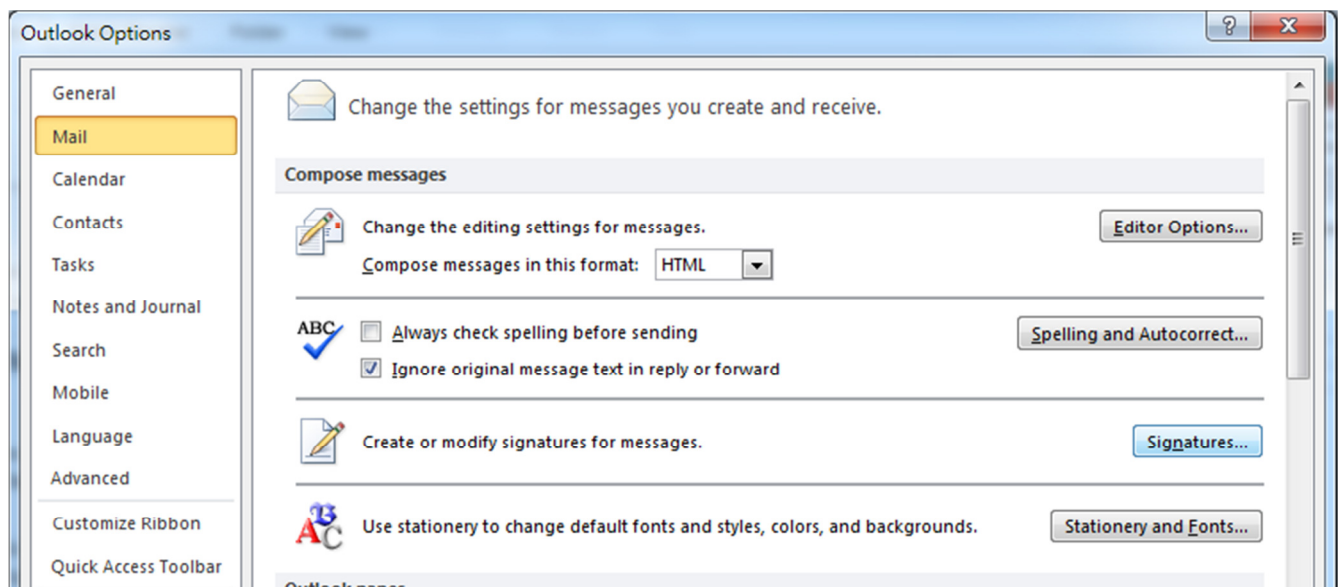 Outlook Options
General
Mail
Calendar
Contacts
Tasks
Notes and Journal
Search
Mobile
Language
Advanced
Customize Ribbon
Quick Access Toolbar
Change the settings for messages you create and receive.
Compose messages
Change the editing settings for messages.
Editor Options...
Compose messages in this format: HTML
ABC
Always check spelling before sending
Spelling and Autocorrect...
Ignore original message text in reply or forward
Create or modify signatures for messages.
Signatures...
Use stationery to change default fonts and styles, colors, and backgrounds.
Stationery and Fonts...
Outlook panes